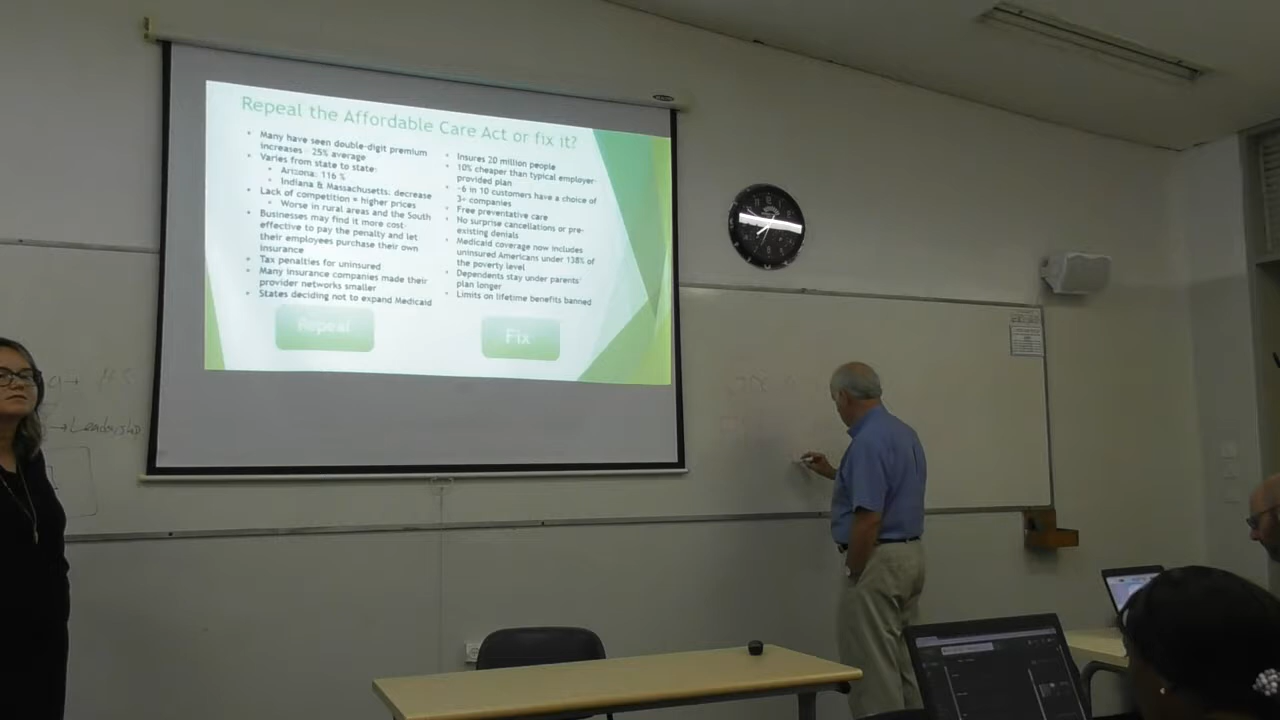 Repeal the Affordable Care Act or fix it?
• Many have seen double-digit premium
increases 25% average
• Varies from state to state:
• Arizona: 116 %
• Indiana & Massachusetts: decrease
• Lack of competition = higher prices
• Worse in rural areas and the South
• Businesses may find it more cost-
effective to pay the penalty and let
their employees purchase their own
insurance
• Tax penalties for uninsured
• Many insurance companies made their
provider networks smaller
• States deciding not to expand Medicaid
Repeal
• Insures 20 million people
• 10% cheaper than typical employer-
provided plan
• ~6 in 10 customers have a choice of
3+ companies
• Free preventative care
• No surprise cancellations or pre-
existing denials
• Medicaid coverage now includes
uninsured Americans under 138% of
the poverty level
• Dependents stay under parents'
plan longer
• Limits on lifetime benefits banned
Fix
→ Leadership